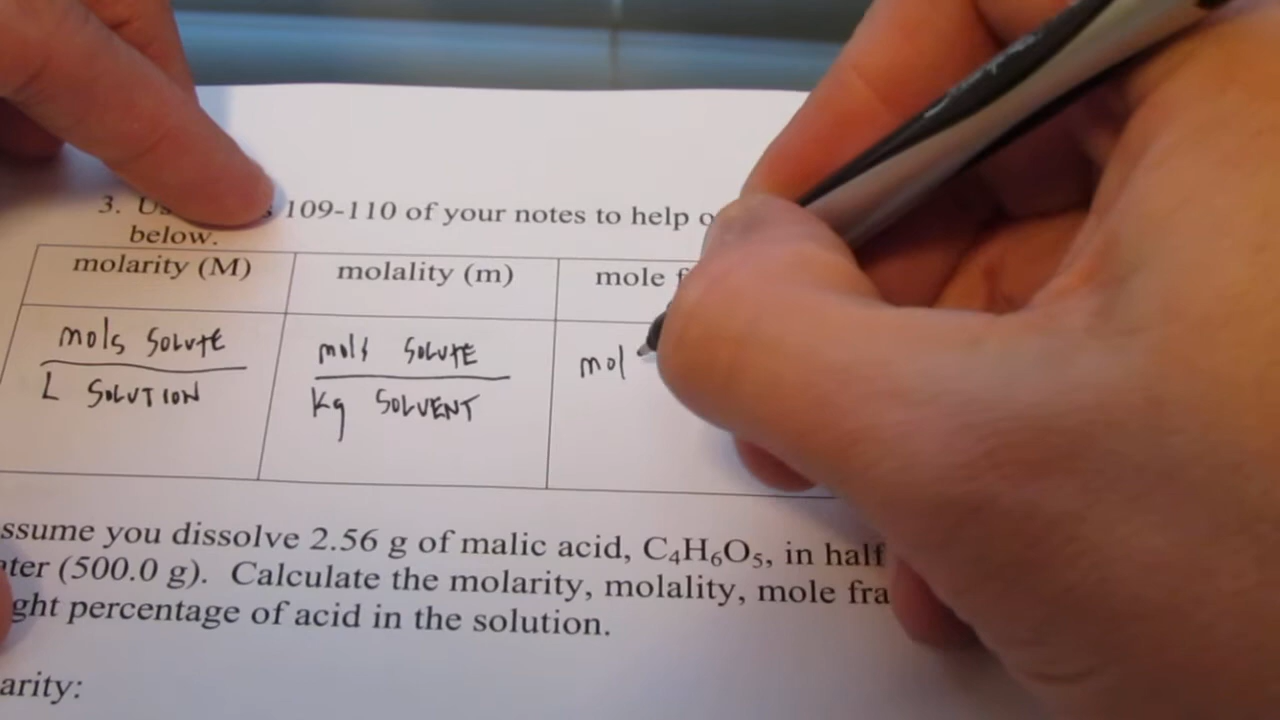 3. 109-110 of your notes to help
below.
molarity (M) molality (m) mole
mols SOLUTE mols SOLUTE mol
L SOLUTION Kg SOLVENT
ssume you dissolve 2.56 g of malic acid, C₄H₆O₅, in half
ter (500.0 g). Calculate the molarity, molality, mole fra
ght percentage of acid in the solution.
arity: